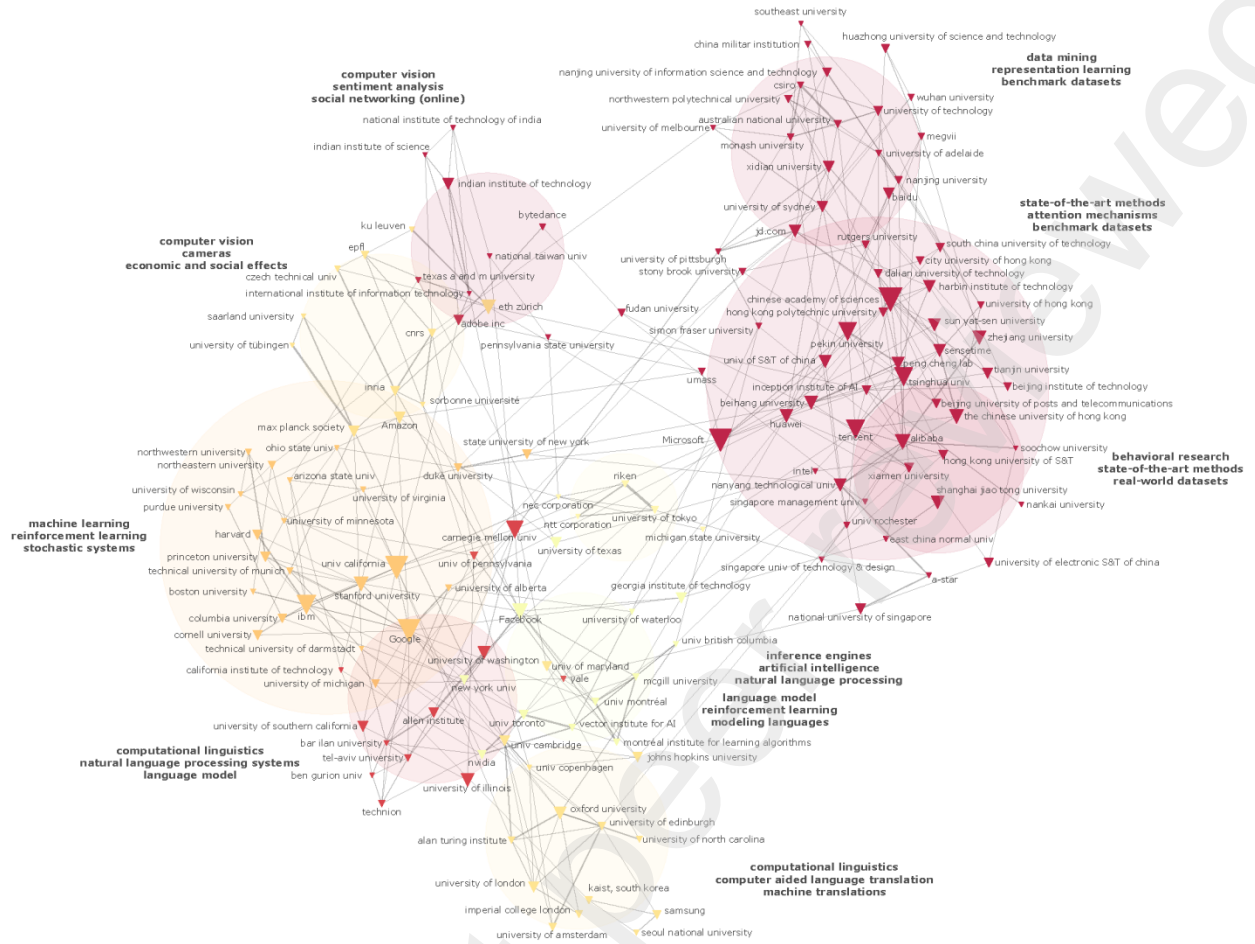 southeast university
china militar institution
huazhong university of science and technology
data mining
representation learning
benchmark datasets
computer vision
sentiment analysis
social networking (online)
nanjing university of information science and technology
csiro
northwestern polytechnical university
wuhan university
university of technology
national institute of technology of india
university of melbourne
australian national university
megvii
monash university
indian institute of science
university of adelaide
xidian university
indian institute of technology
nanjing university
baidu
state-of-the-art methods
attention mechanisms
benchmark datasets
university of sydney
bytedance
ku leuven
jd.com
rutgers university
computer vision
cameras
economic and social effects
epfl
south china university of technology
university of pittsburgh
national taiwan univ
city university of hong kong
stony brook university
dalian university of technology
czech technical univ
texas a and m university
harbin institute of technology
international institute of information technology
chinese academy of sciences
eth zürich
university of hong kong
fudan university
hong kong polytechnic university
saarland university
adobe inc
simon fraser university
sun yat-sen university
cnrs
pekin university
zhejiang university
university of tübingen
pennsylvania state university
sensetime
univ of S&T of china
peng cheng lab
umass
tianjin university
tsinghua univ.
inria
inception institute of AI
beijing institute of technology
sorbonne université
beihang university
beijing university of posts and telecommunications
Amazon
huawei
the chinese university of hong kong
max planck society
tencent
Microsoft
alibaba
ohio state univ
state university of new york
northwestern university
soochow university
behavioral research
state-of-the-art methods
real-world datasets
hong kong university of S&T
northeastern university
duke university
intel
xiamen university
arizona state univ
riken
nanyang technological univ.
university of wisconsin
university of virginia
shanghai jiao tong university
singapore management univ
purdue university
nec corporation
nankai university
university of tokyo
machine learning
reinforcement learning
stochastic systems
university of minnesota
ntt corporation
univ rochester
harvard
carnegie mellon univ
michigan state university
east china normal univ
university of texas
princeton university
univ of pennsylvania
singapore univ of technology & design
university of electronic S&T of china
univ california
technical university of munich
a-star
stanford university
georgia institute of technology
boston university
university of alberta
ibm
national university of singapore
columbia university
Facebook
university of waterloo
cornell university
Google
univ british columbia
technical university of darmstadt
university of washington
inference engines
artificial intelligence
natural language processing
california institute of technology
univ of maryland
yale
mcgill university
university of michigan
new york univ
univ montréal
language model
reinforcement learning
modeling languages
allen institute
univ toronto
university of southern california
vector institute for AI
bar ilan university
univ cambridge
montréal institute for learning algorithms
computational linguistics
natural language processing systems
language model
tel-aviv university
nvidia
johns hopkins university
univ copenhagen
ben gurion univ
university of illinois
technion
oxford university
university of edinburgh
alan turing institute
university of north carolina
computational linguistics
computer aided language translation
machine translations
university of london
kaist, south korea
imperial college london
samsung
university of amsterdam
seoul national university
peer reviewed